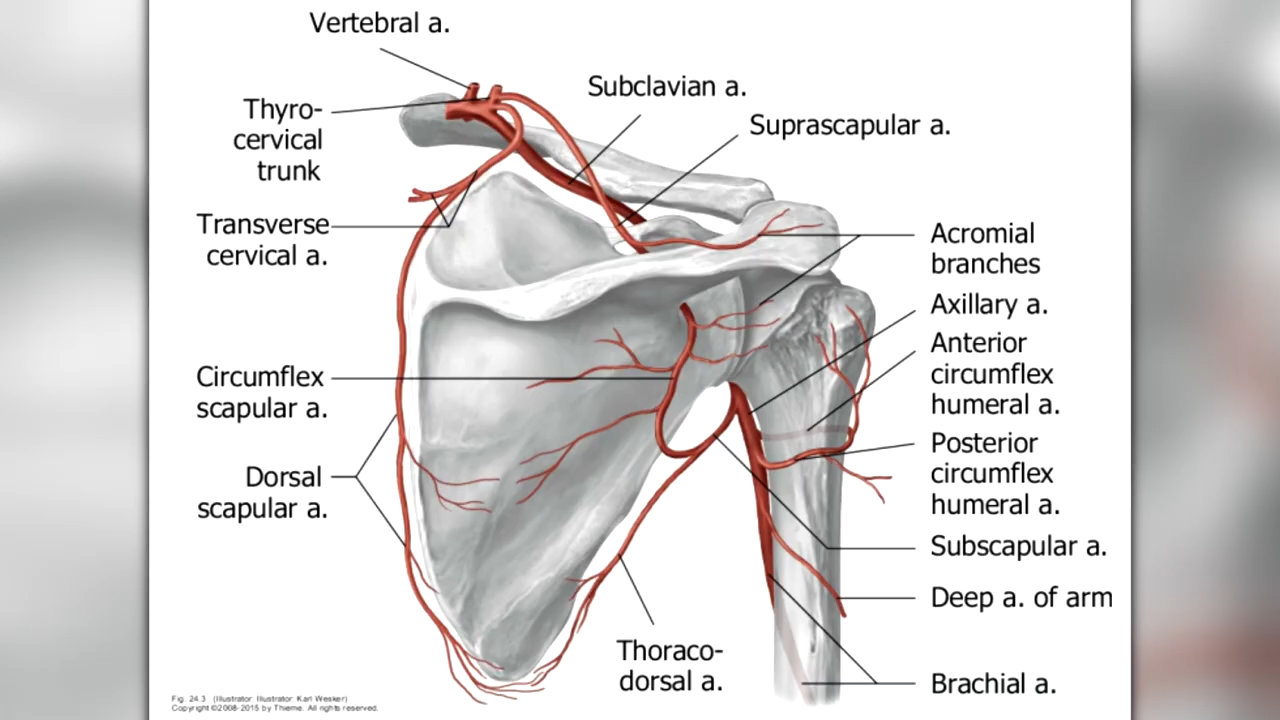 Vertebral a.
Thyro-
cervical
trunk
Subclavian a.
Suprascapular a.
Transverse
cervical a.
Acromial
branches
Axillary a.
Anterior
circumflex
humeral a.
Circumflex
scapular a.
Posterior
circumflex
humeral a.
Dorsal
scapular a.
Subscapular a.
Deep a. of arm
Thoraco-
dorsal a.
Brachial a.
Fig. 24.3 (Illustrator: Illustrator: Karl Wesker)
Copyright ©2008-2015 by Thieme. All rights reserved.